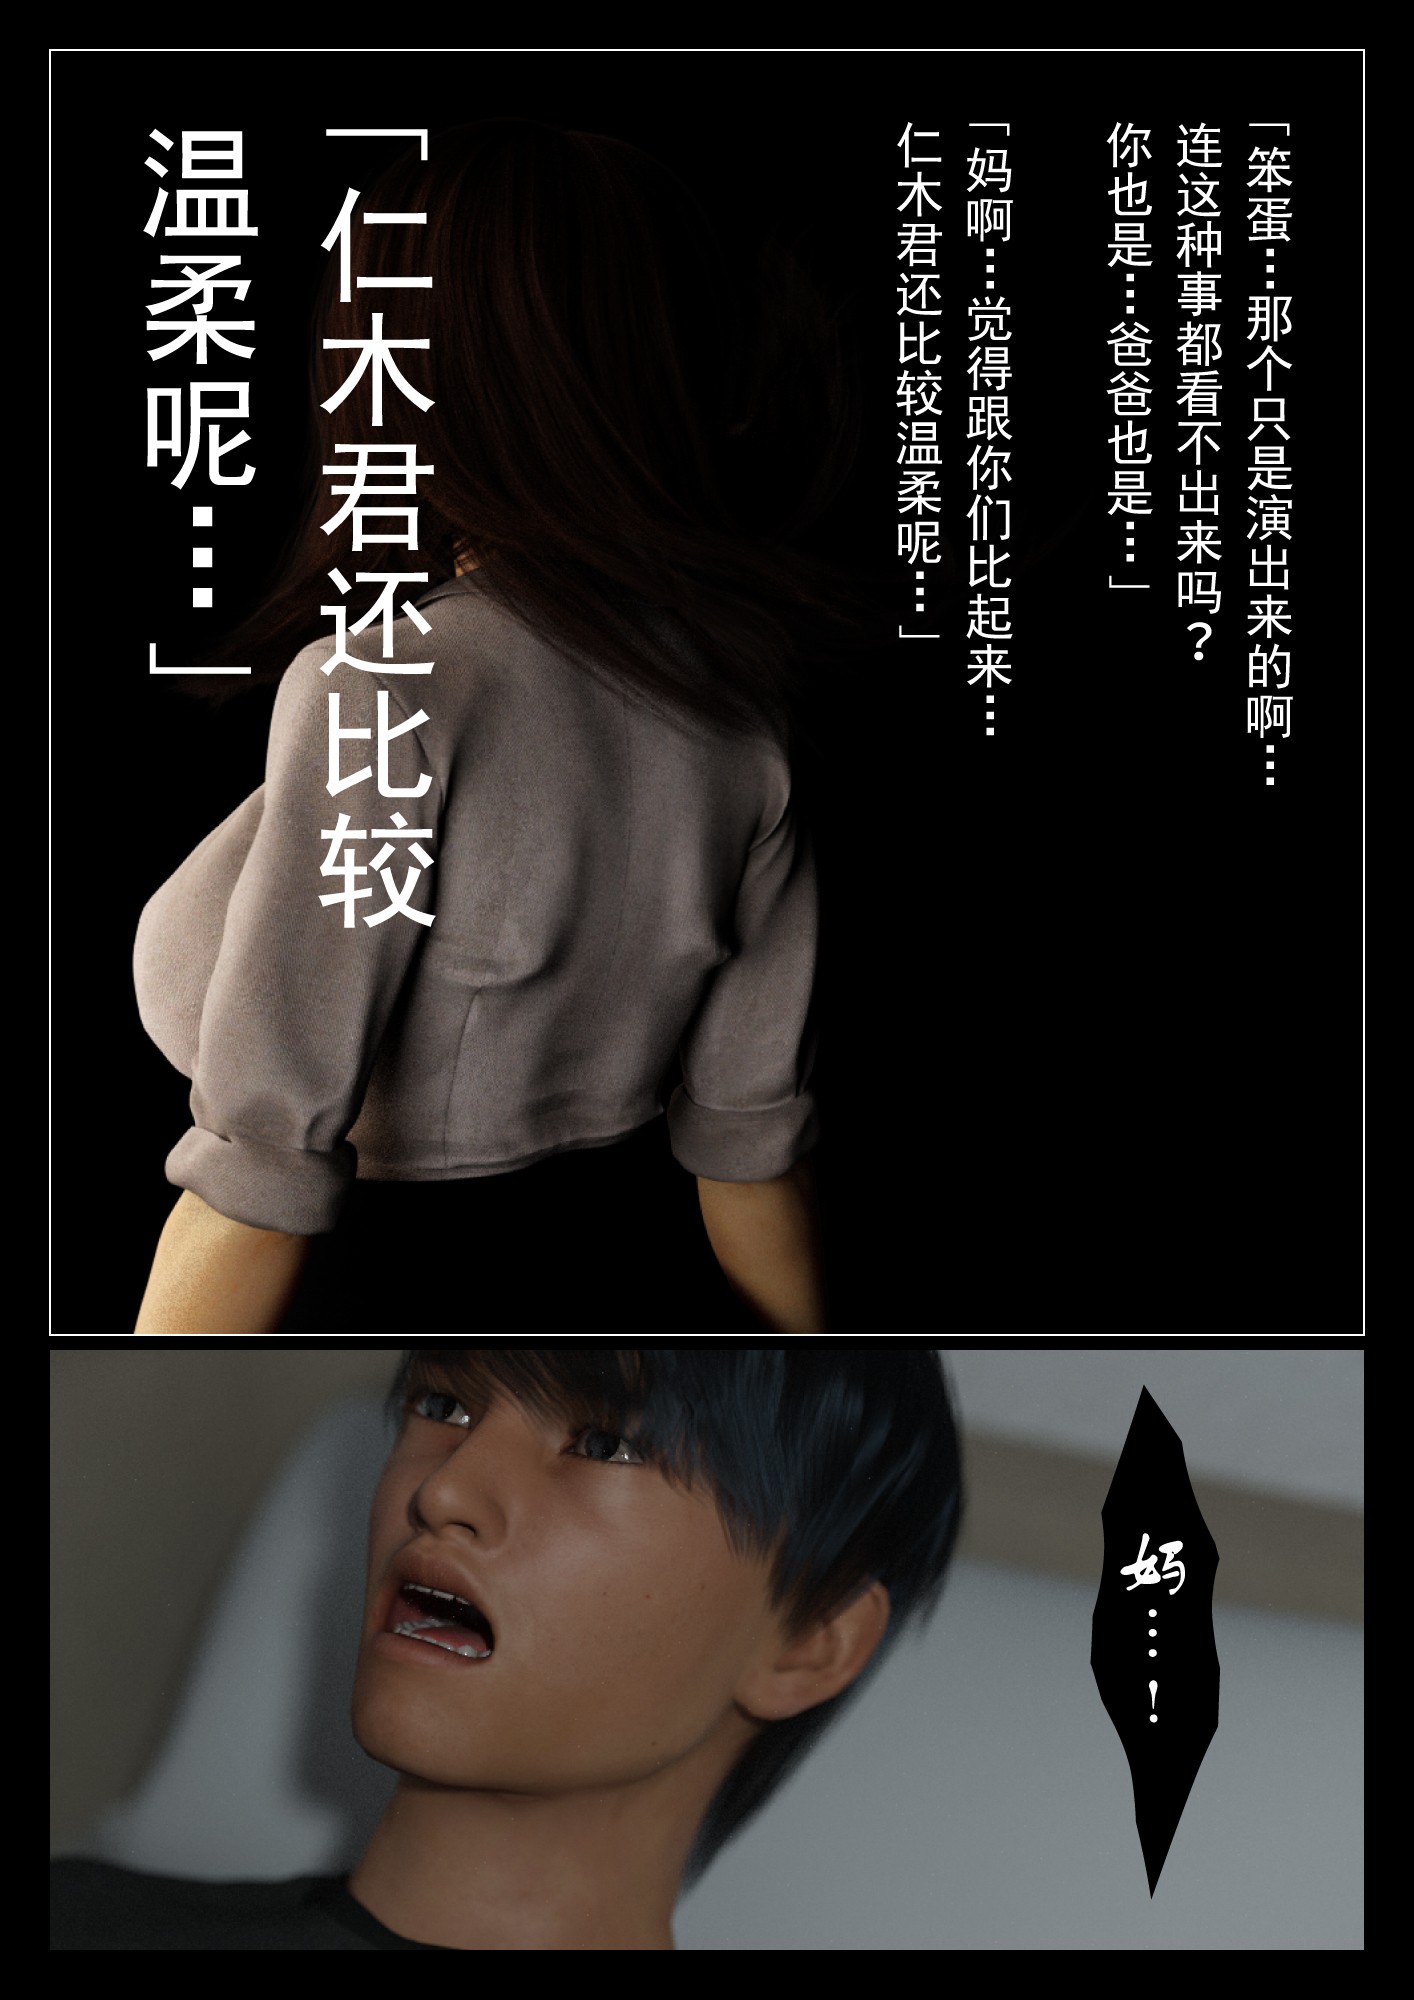 「笨蛋…那个只是演出来的啊…
连这种事都看不出来吗？
你也是…爸爸也是…」
「妈啊…觉得跟你们比起来…
仁木君还比较温柔呢…」
「仁木君还比较
温柔呢…」
妈…！